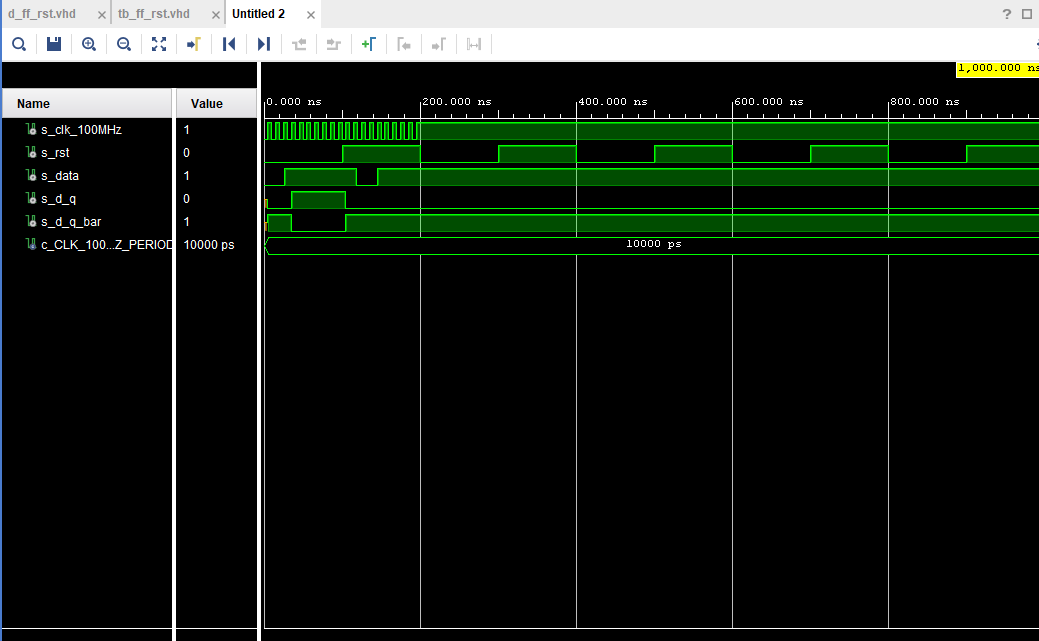 d_ff_rst.vhd × tb_ff_rst.vhd × Untitled 2 × ?
1,000.000 ns
Name Value 0.000 ns 200.000 ns 400.000 ns 600.000 ns 800.000 ns
s_clk_100MHz 1
s_rst 0
s_data 1
s_d_q 0
s_d_q_bar 1
c_CLK_100...Z_PERIOD 10000 ps 10000 ps